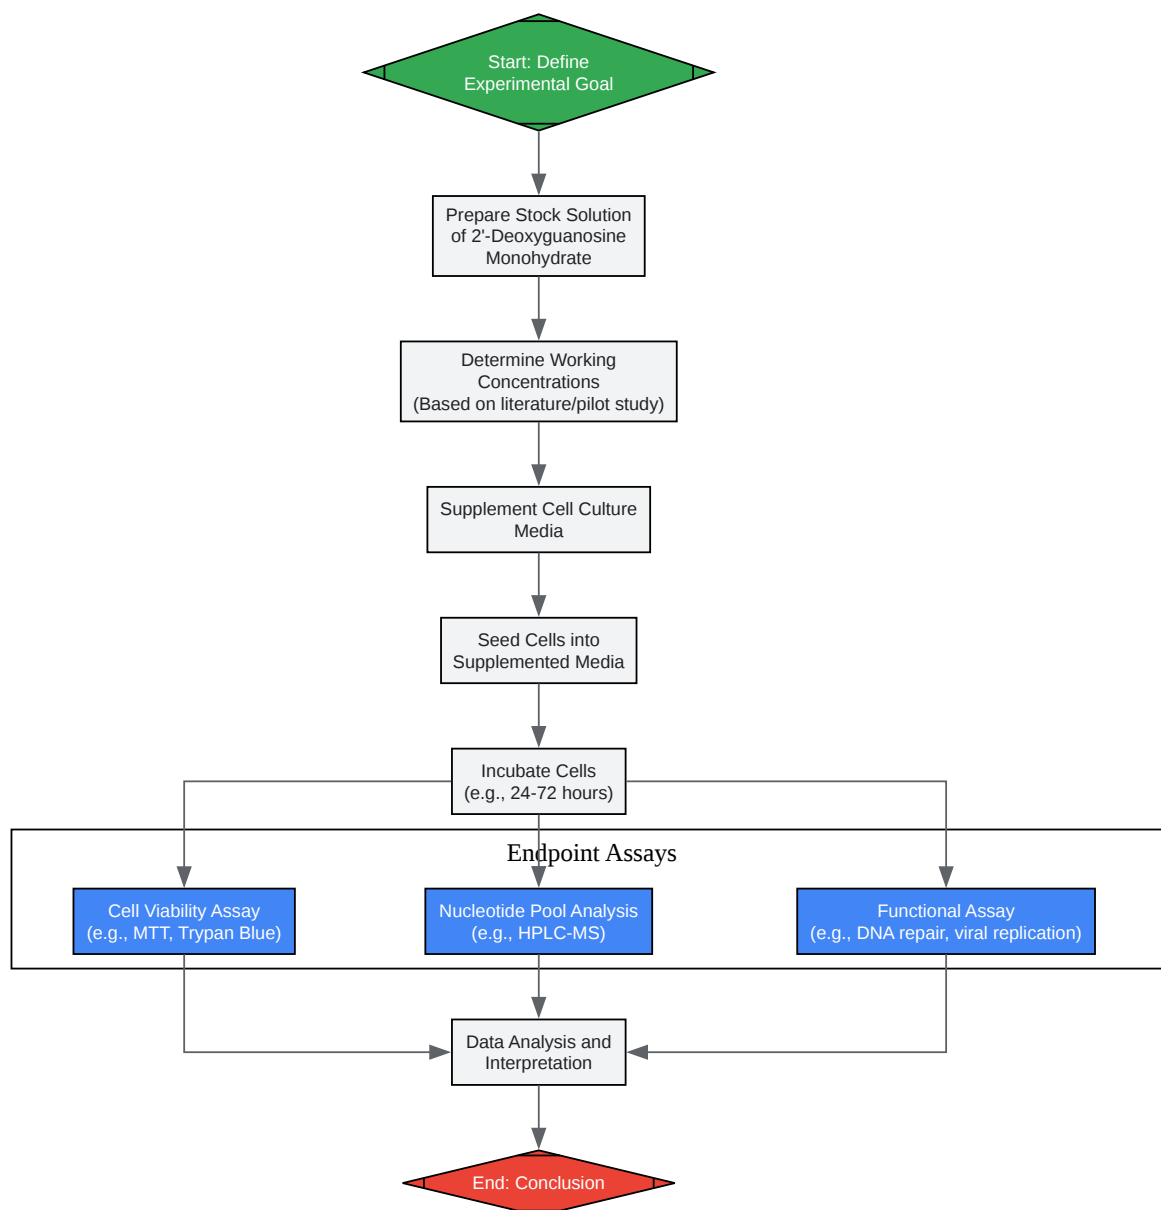 Start: Define
Experimental Goal
Prepare Stock Solution
of 2'-Deoxyguanosine
Monohydrate
Determine Working
Concentrations
(Based on literature/pilot study)
Supplement Cell Culture
Media
Seed Cells into
Supplemented Media
Incubate Cells
(e.g., 24-72 hours)
Endpoint Assays
Cell Viability Assay
(e.g., MTT, Trypan Blue)
Nucleotide Pool Analysis
(e.g., HPLC-MS)
Functional Assay
(e.g., DNA repair, viral replication)
Data Analysis and
Interpretation
End: Conclusion